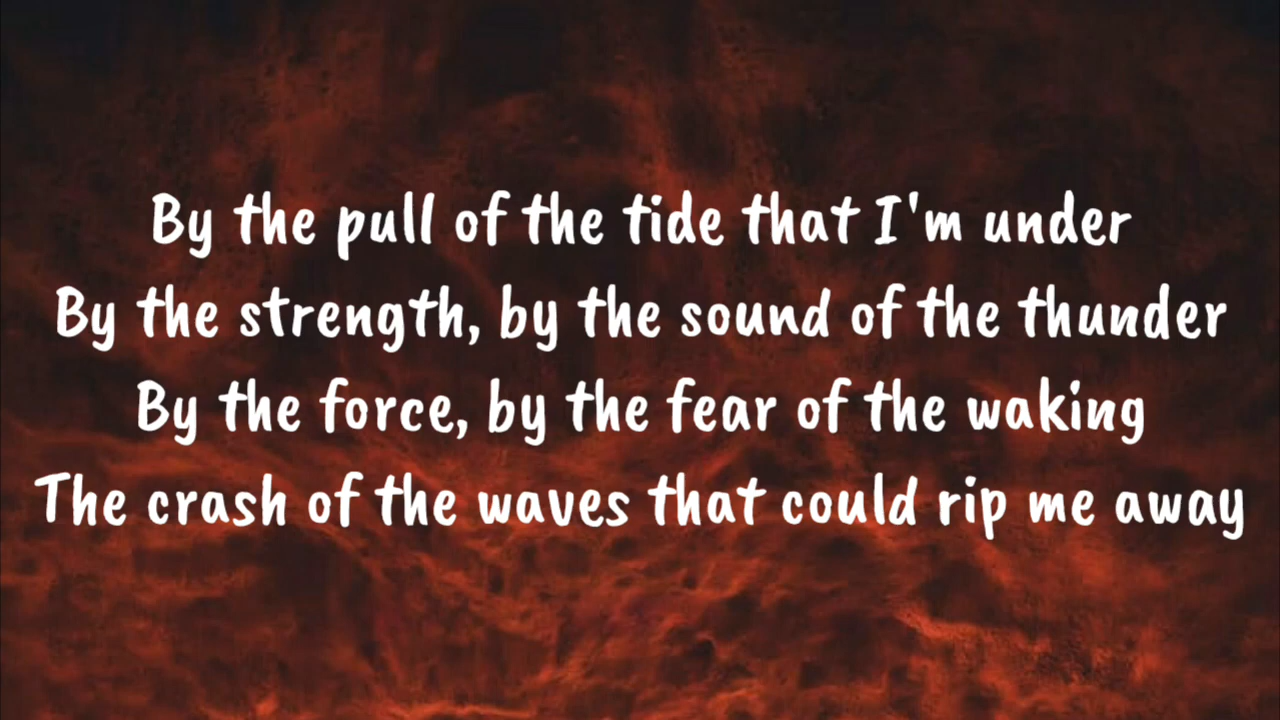 By the pull of the tide that I'm under
By the strength, by the sound of the thunder
By the force, by the fear of the waking
The crash of the waves that could rip me away